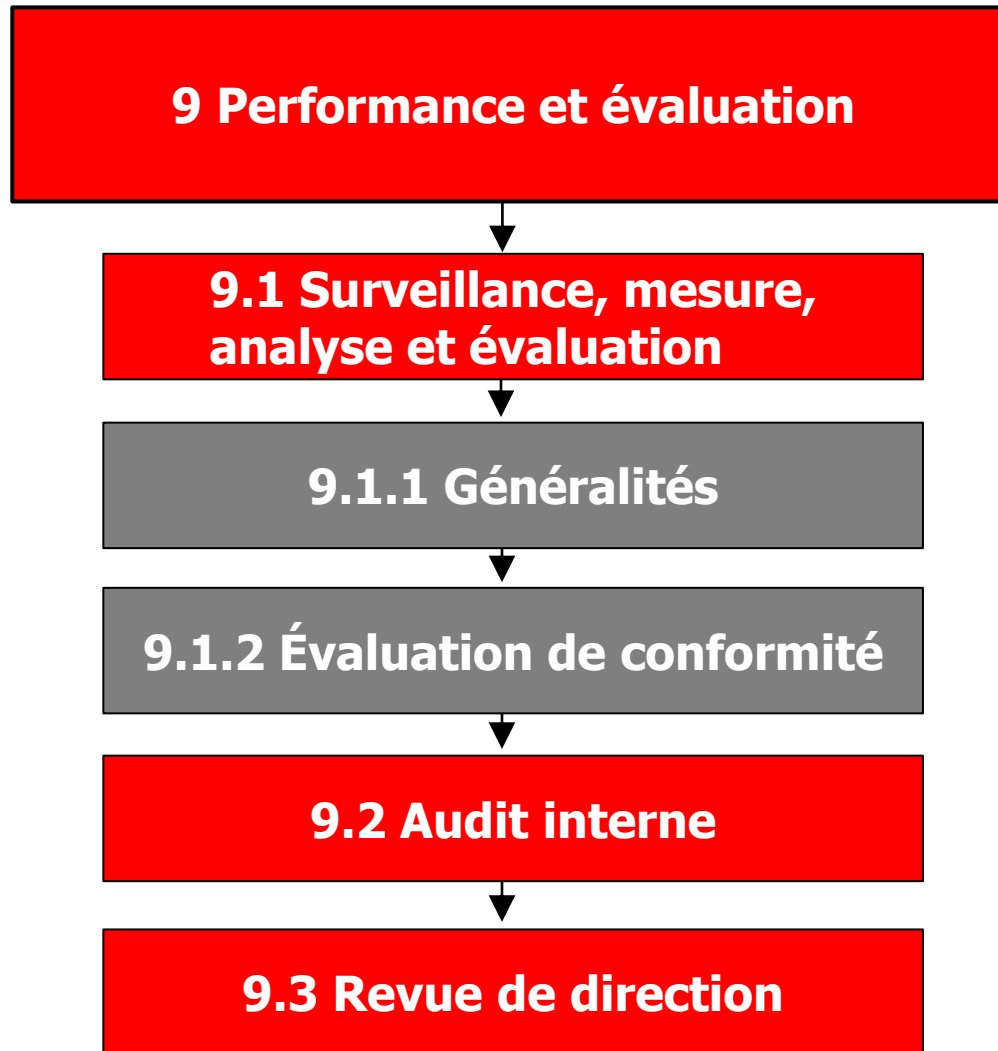 9 Performance et évaluation
9.1 Surveillance, mesure,
analyse et évaluation
9.1.1 Généralités
9.1.2 Évaluation de conformité
9.2 Audit interne
9.3 Revue de direction